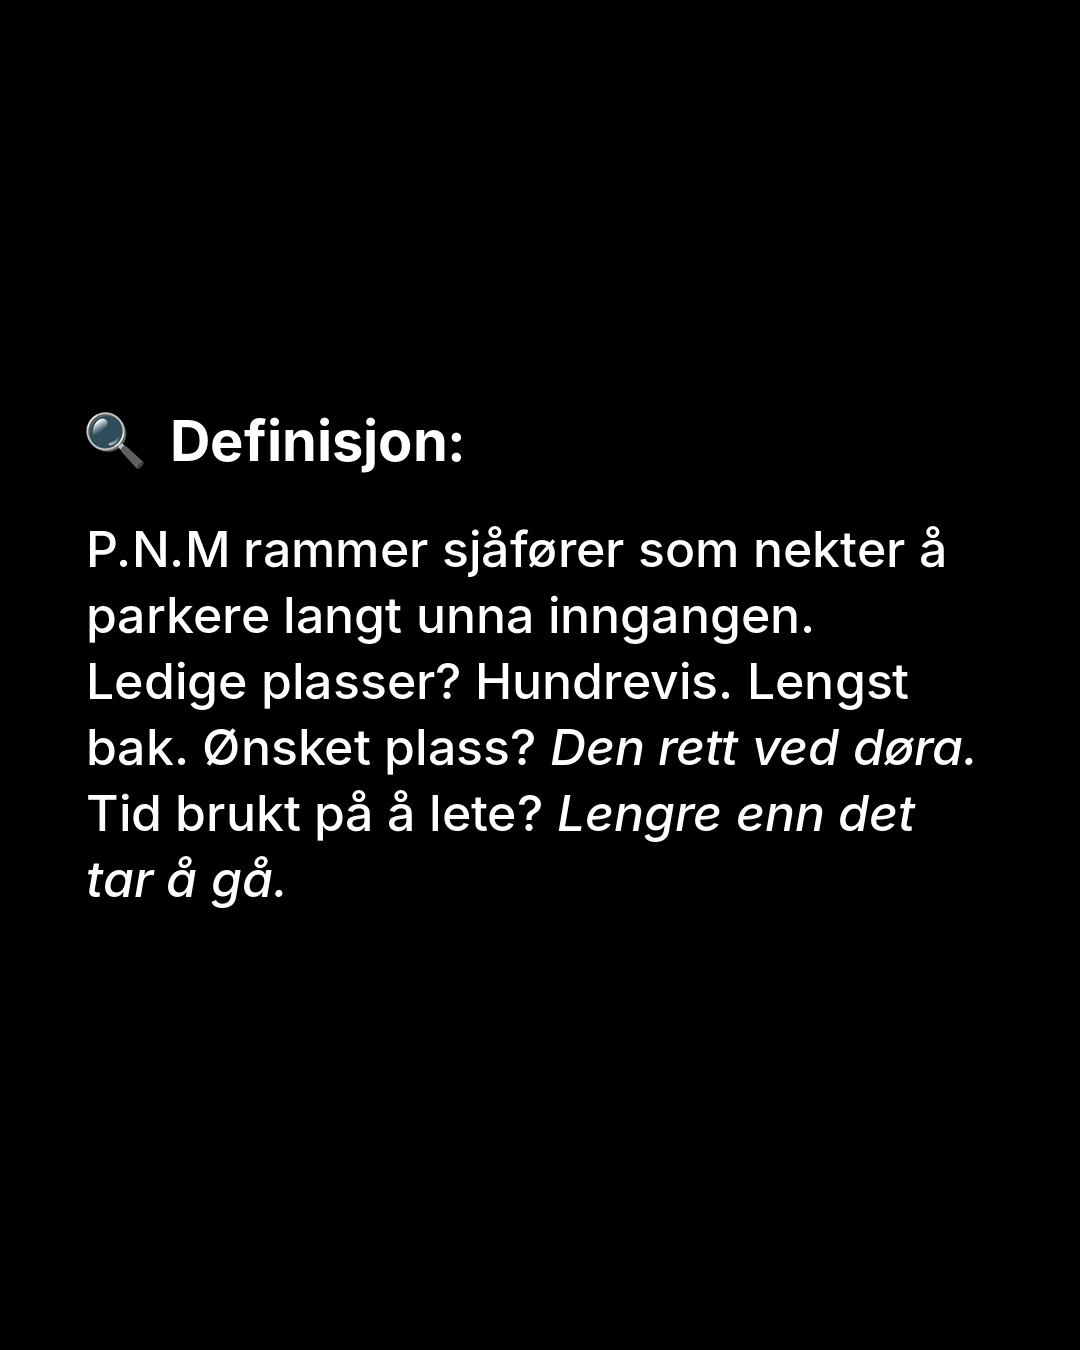 🔍 Definisjon:
P.N.M rammer sjåfører som nekter å
parkere langt unna inngangen.
Ledige plasser? Hundrevis. Lengst
bak. Ønsket plass? Den rett ved døra.
Tid brukt på å lete? Lengre enn det
tar å gå.